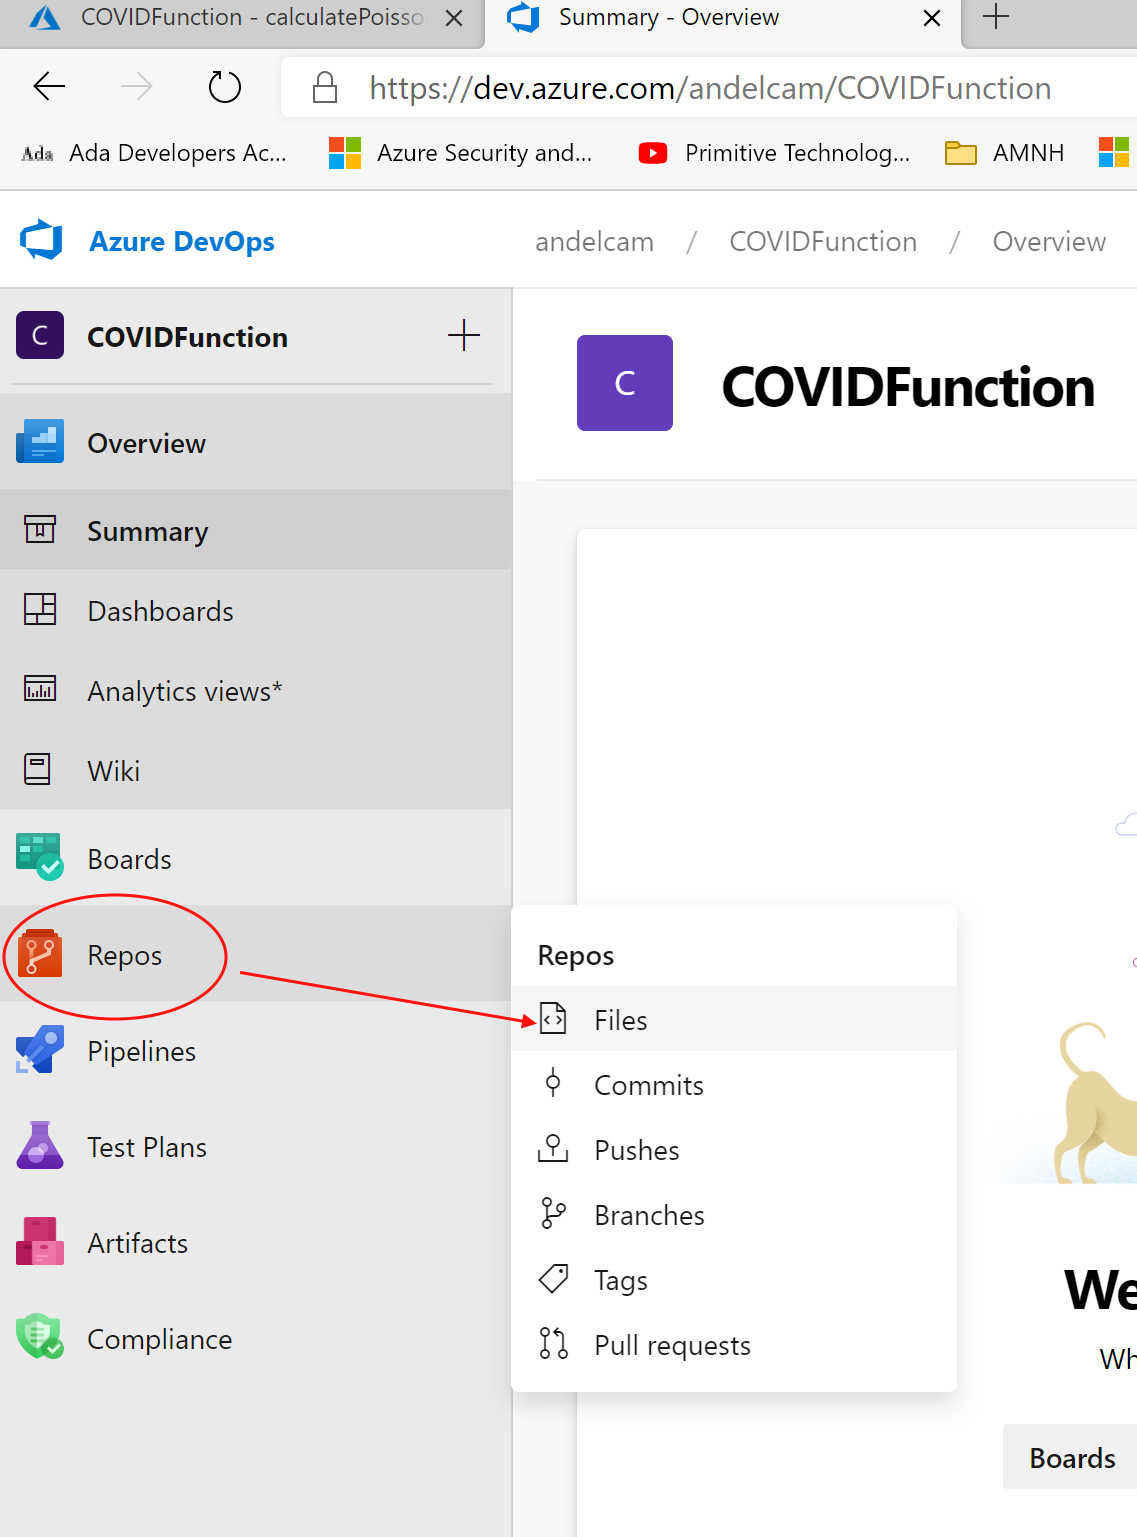 COVIDFunction - calculatePoisso
Summary - Overview
https://dev.azure.com/andelcam/COVIDFunction
Ada Ada Developers Ac... Azure Security and... Primitive Technolog... AMNH
Azure DevOps andelcam / COVIDFunction / Overview
C COVIDFunction
C COVIDFunction
Overview
Summary
Dashboards
Analytics views*
Wiki
Boards
Repos
Pipelines
Test Plans
Artifacts
Compliance
Repos
Files
Commits
Pushes
Branches
Tags
Pull requests
We
Wh
Boards